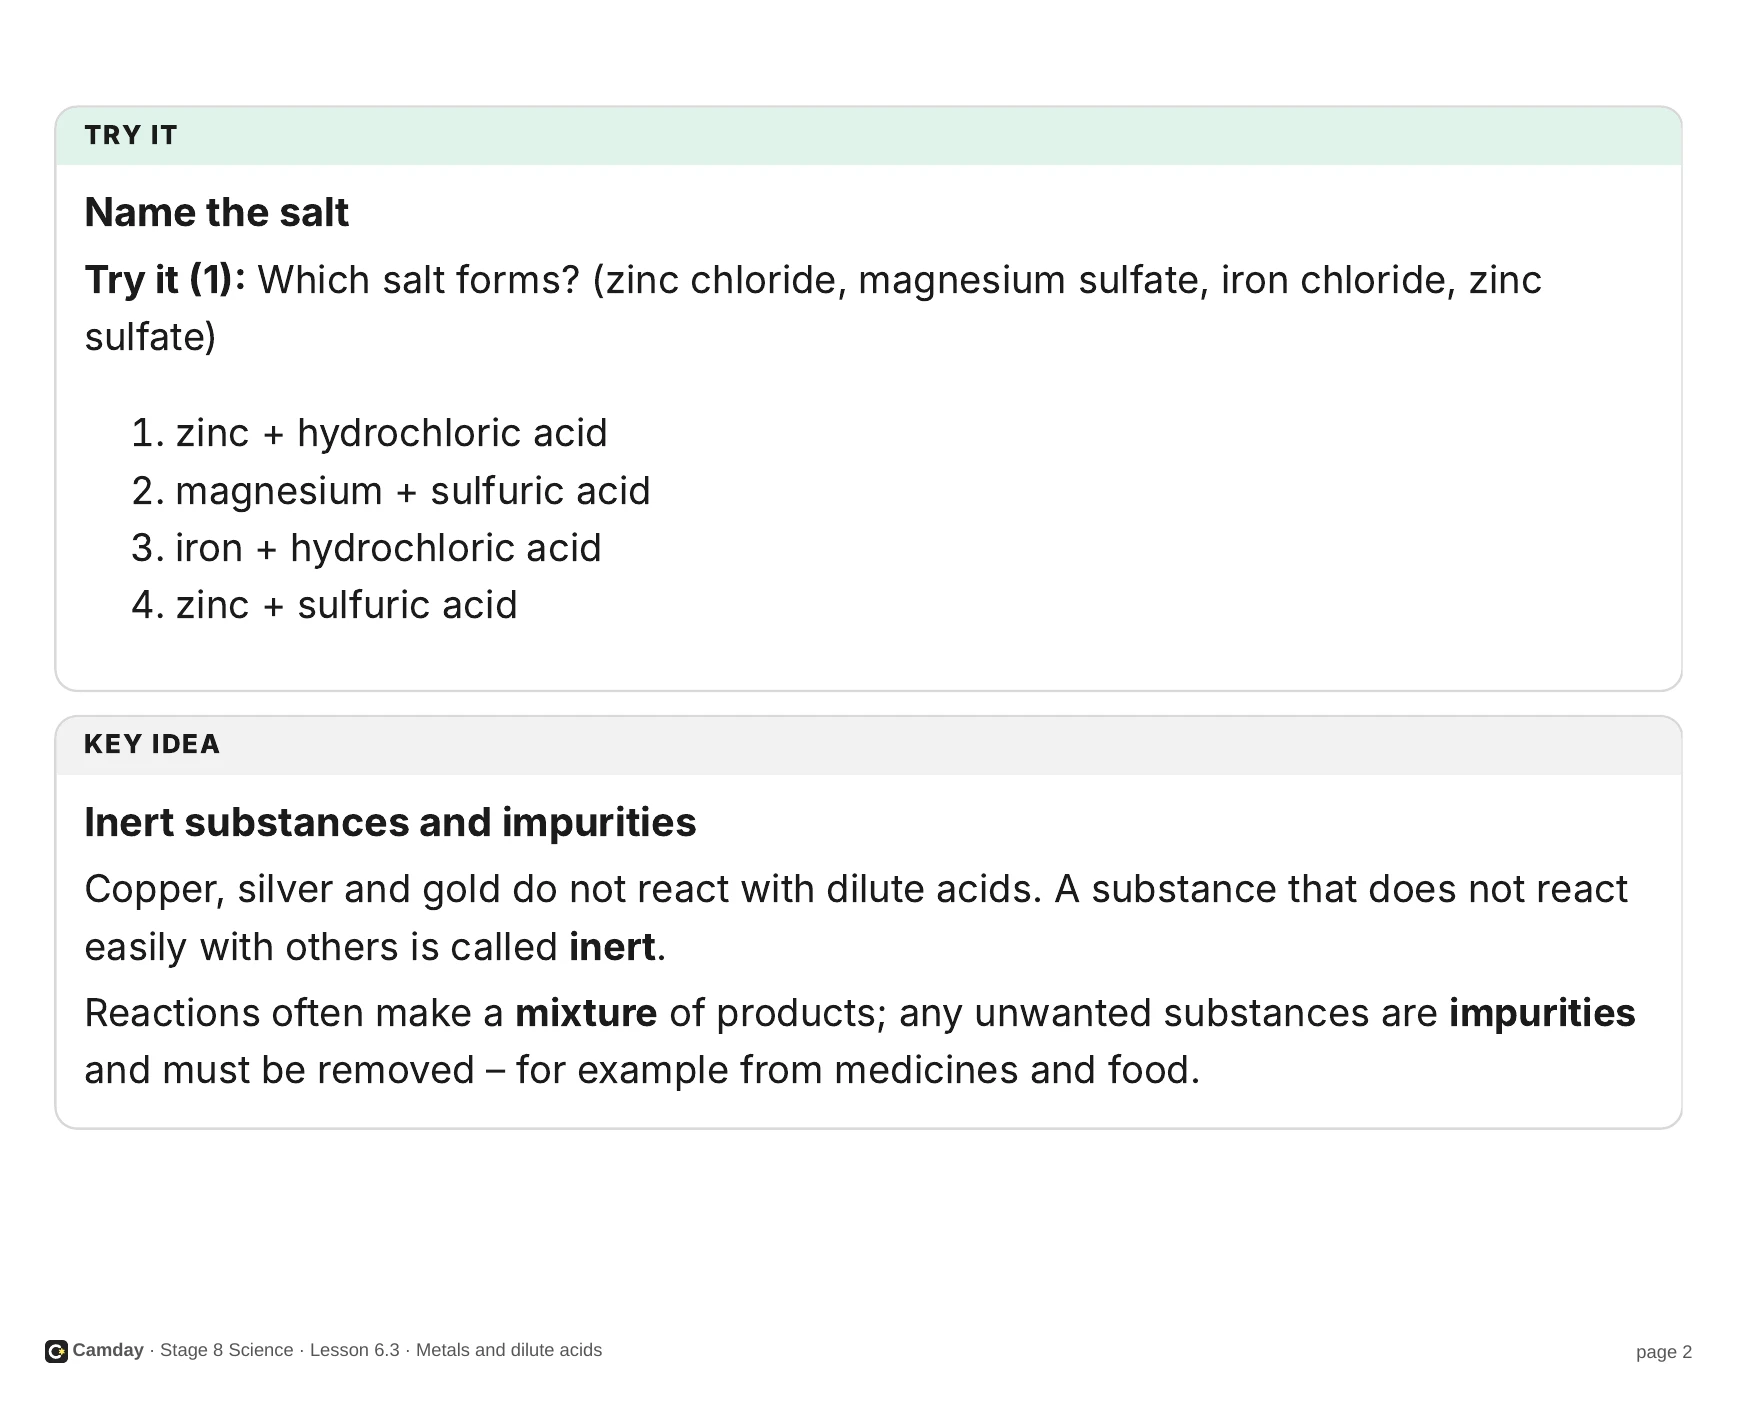 TRY IT
Name the salt
Try it (1): Which salt forms? (zinc chloride, magnesium sulfate, iron chloride, zinc
sulfate)
1. zinc + hydrochloric acid
2. magnesium + sulfuric acid
3. iron + hydrochloric acid
4. zinc + sulfuric acid
KEY IDEA
Inert substances and impurities
Copper, silver and gold do not react with dilute acids. A substance that does not react
easily with others is called inert.
Reactions often make a mixture of products; any unwanted substances are impurities
and must be removed – for example from medicines and food.
Camday · Stage 8 Science · Lesson 6.3 · Metals and dilute acids
page 2